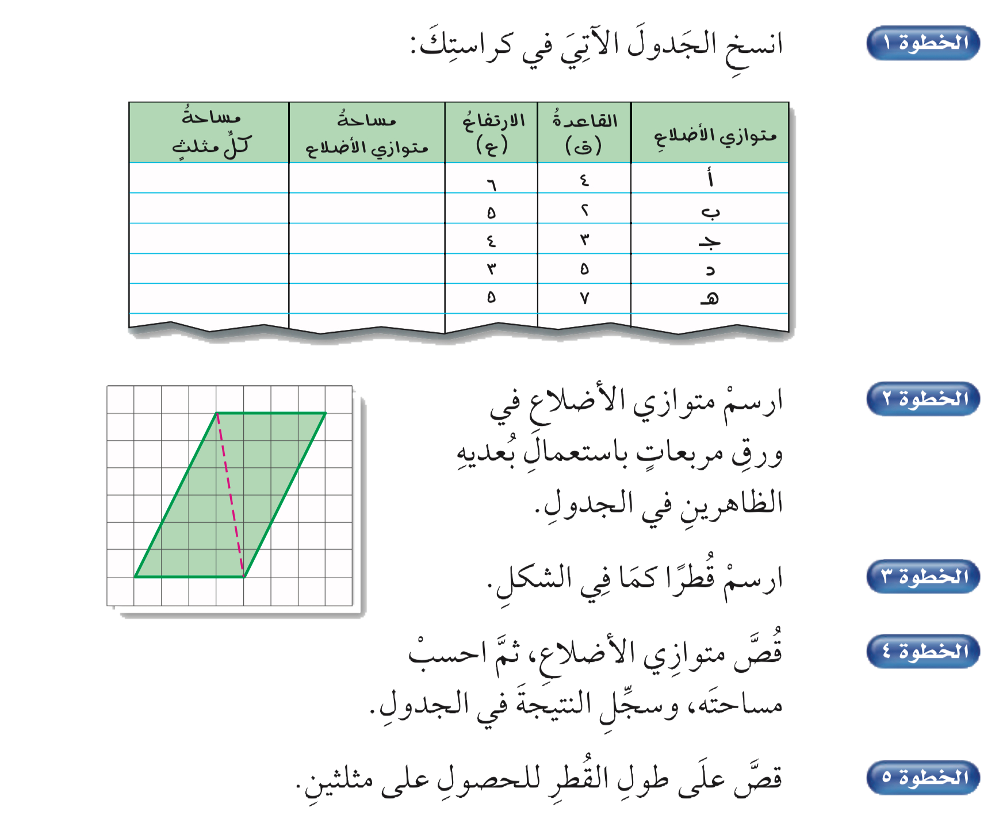 الخطوة ١ انسخِ الجَدولَ الآتِيَ في كراستِكَ:
متوازي الأضلاعِ القاعدةُ (ق) الارتفاعُ (ع) مساحةُ متوازي الأضلاع مساحةُ كلِّ مثلثٍ
أ ٤ ٦
ب ٢ ٥
جـ ٣ ٤
د ٥ ٣
هـ ٧ ٥
الخطوة ٢ ارسمْ متوازي الأضلاعِ في
ورقِ مربعاتٍ باستعمالِ بُعديهِ
الظاهرينِ في الجدولِ.
الخطوة ٣ ارسمْ قُطرًا كمَا فِي الشكلِ.
الخطوة ٤ قُصَّ متوازِي الأضلاعِ، ثمَّ احسبْ
مساحتَه، وسجِّلِ النتيجةَ في الجدولِ.
الخطوة ٥ قصَّ علَى طولِ القُطرِ للحصولِ على مثلثينِ.